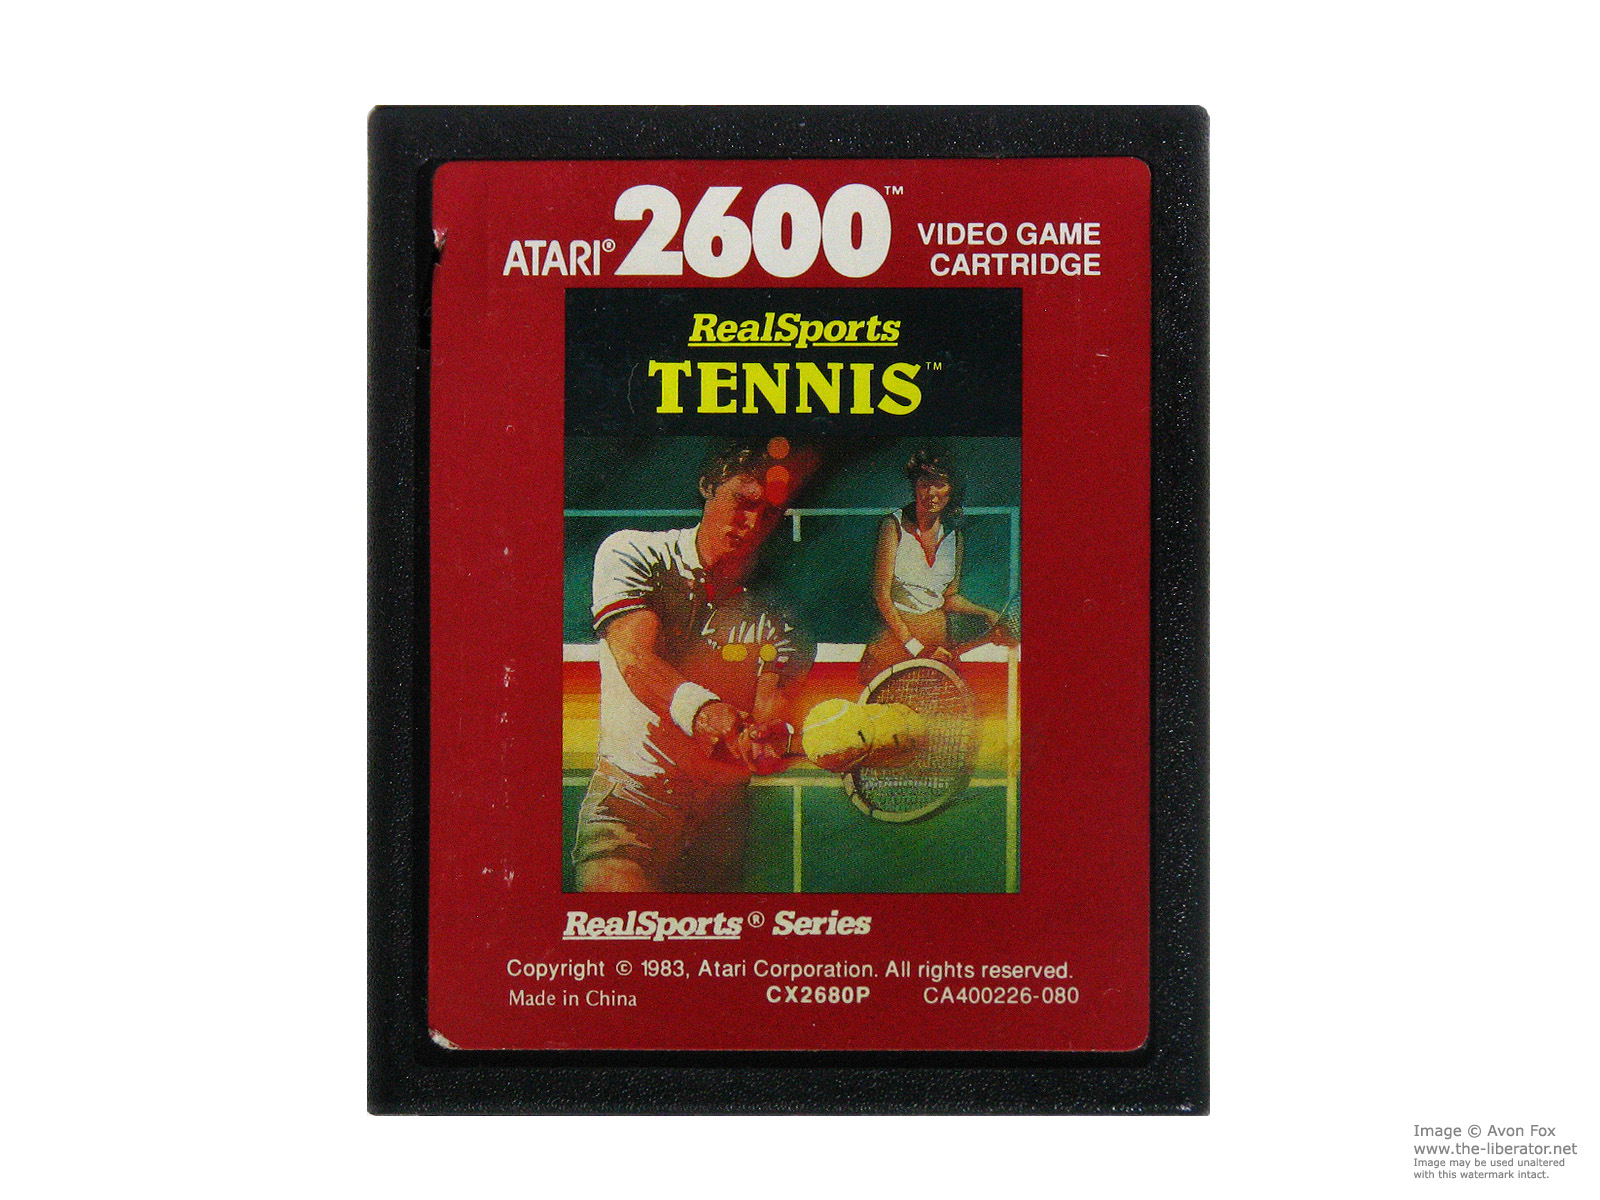 ATARI® 2600™ VIDEO GAME
CARTRIDGE
RealSports
TENNIS™
RealSports® Series
Copyright © 1983, Atari Corporation. All rights reserved.
Made in China CX2680P CA400226-080
Image © Avon Fox
www.the-liberator.net
Image may be used unaltered
with this watermark intact.